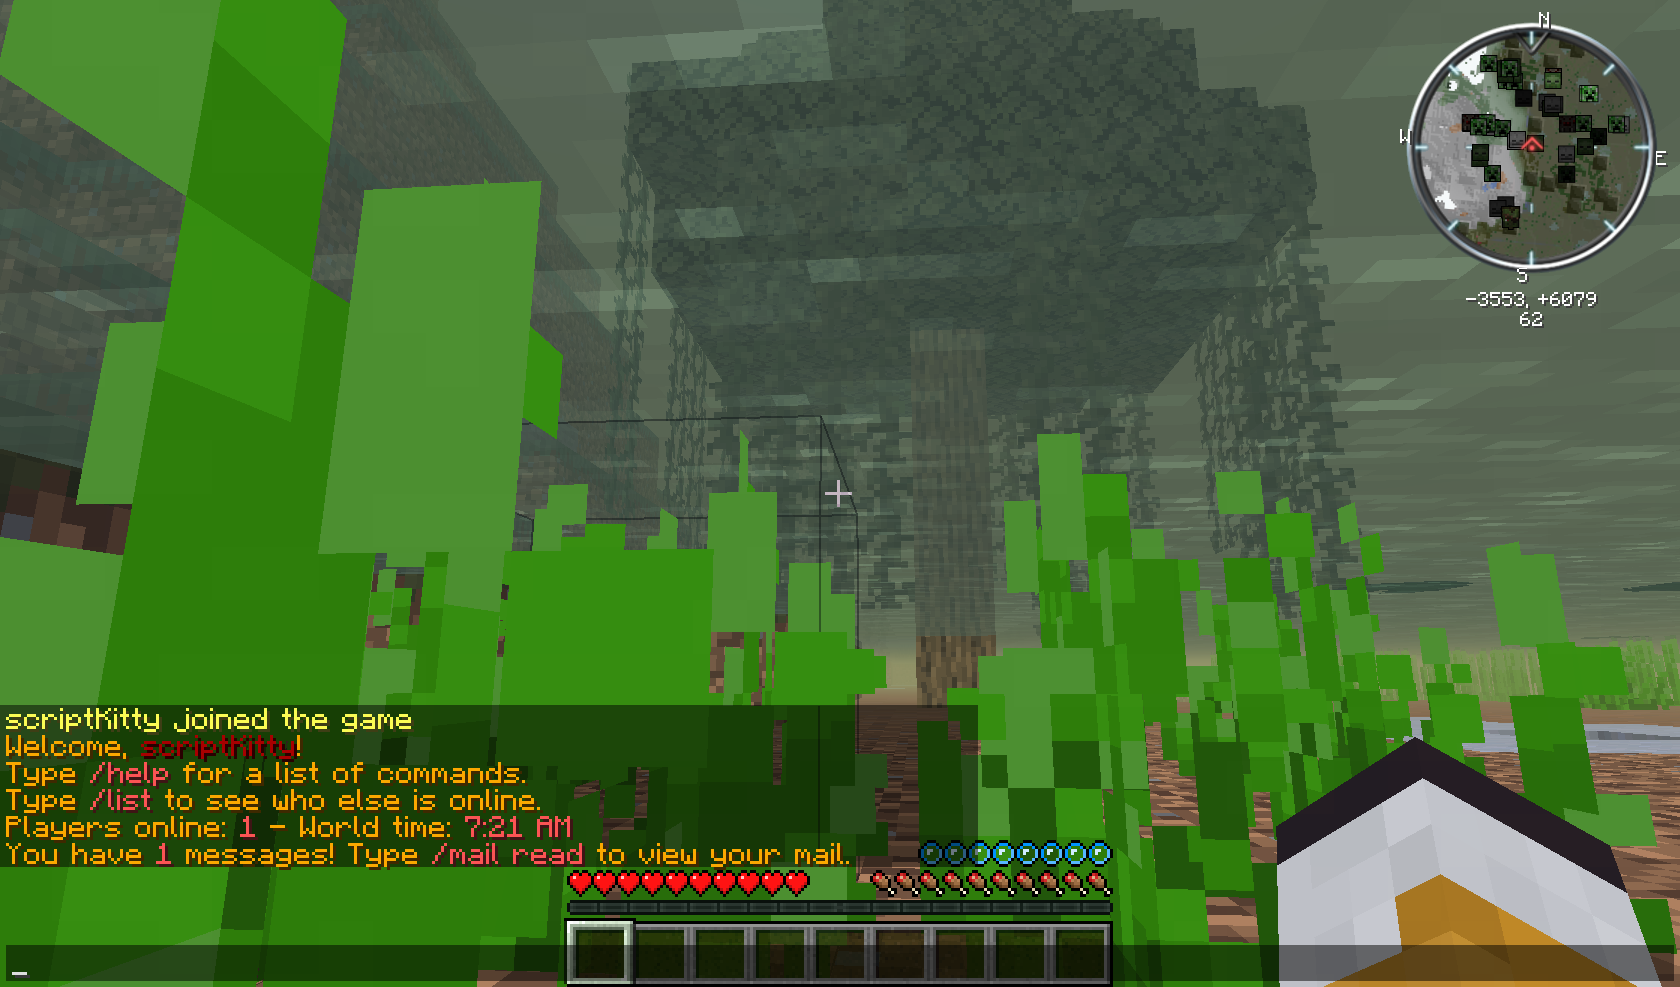 N
W
E
S
-3553, +6079
62
scriptKitty joined the game
Welcome, scriptKitty!
Type /help for a list of commands.
Type /list to see who else is online.
Players online: 1 - World time: 7:21 AM
You have 1 messages! Type /mail read to view your mail.
_